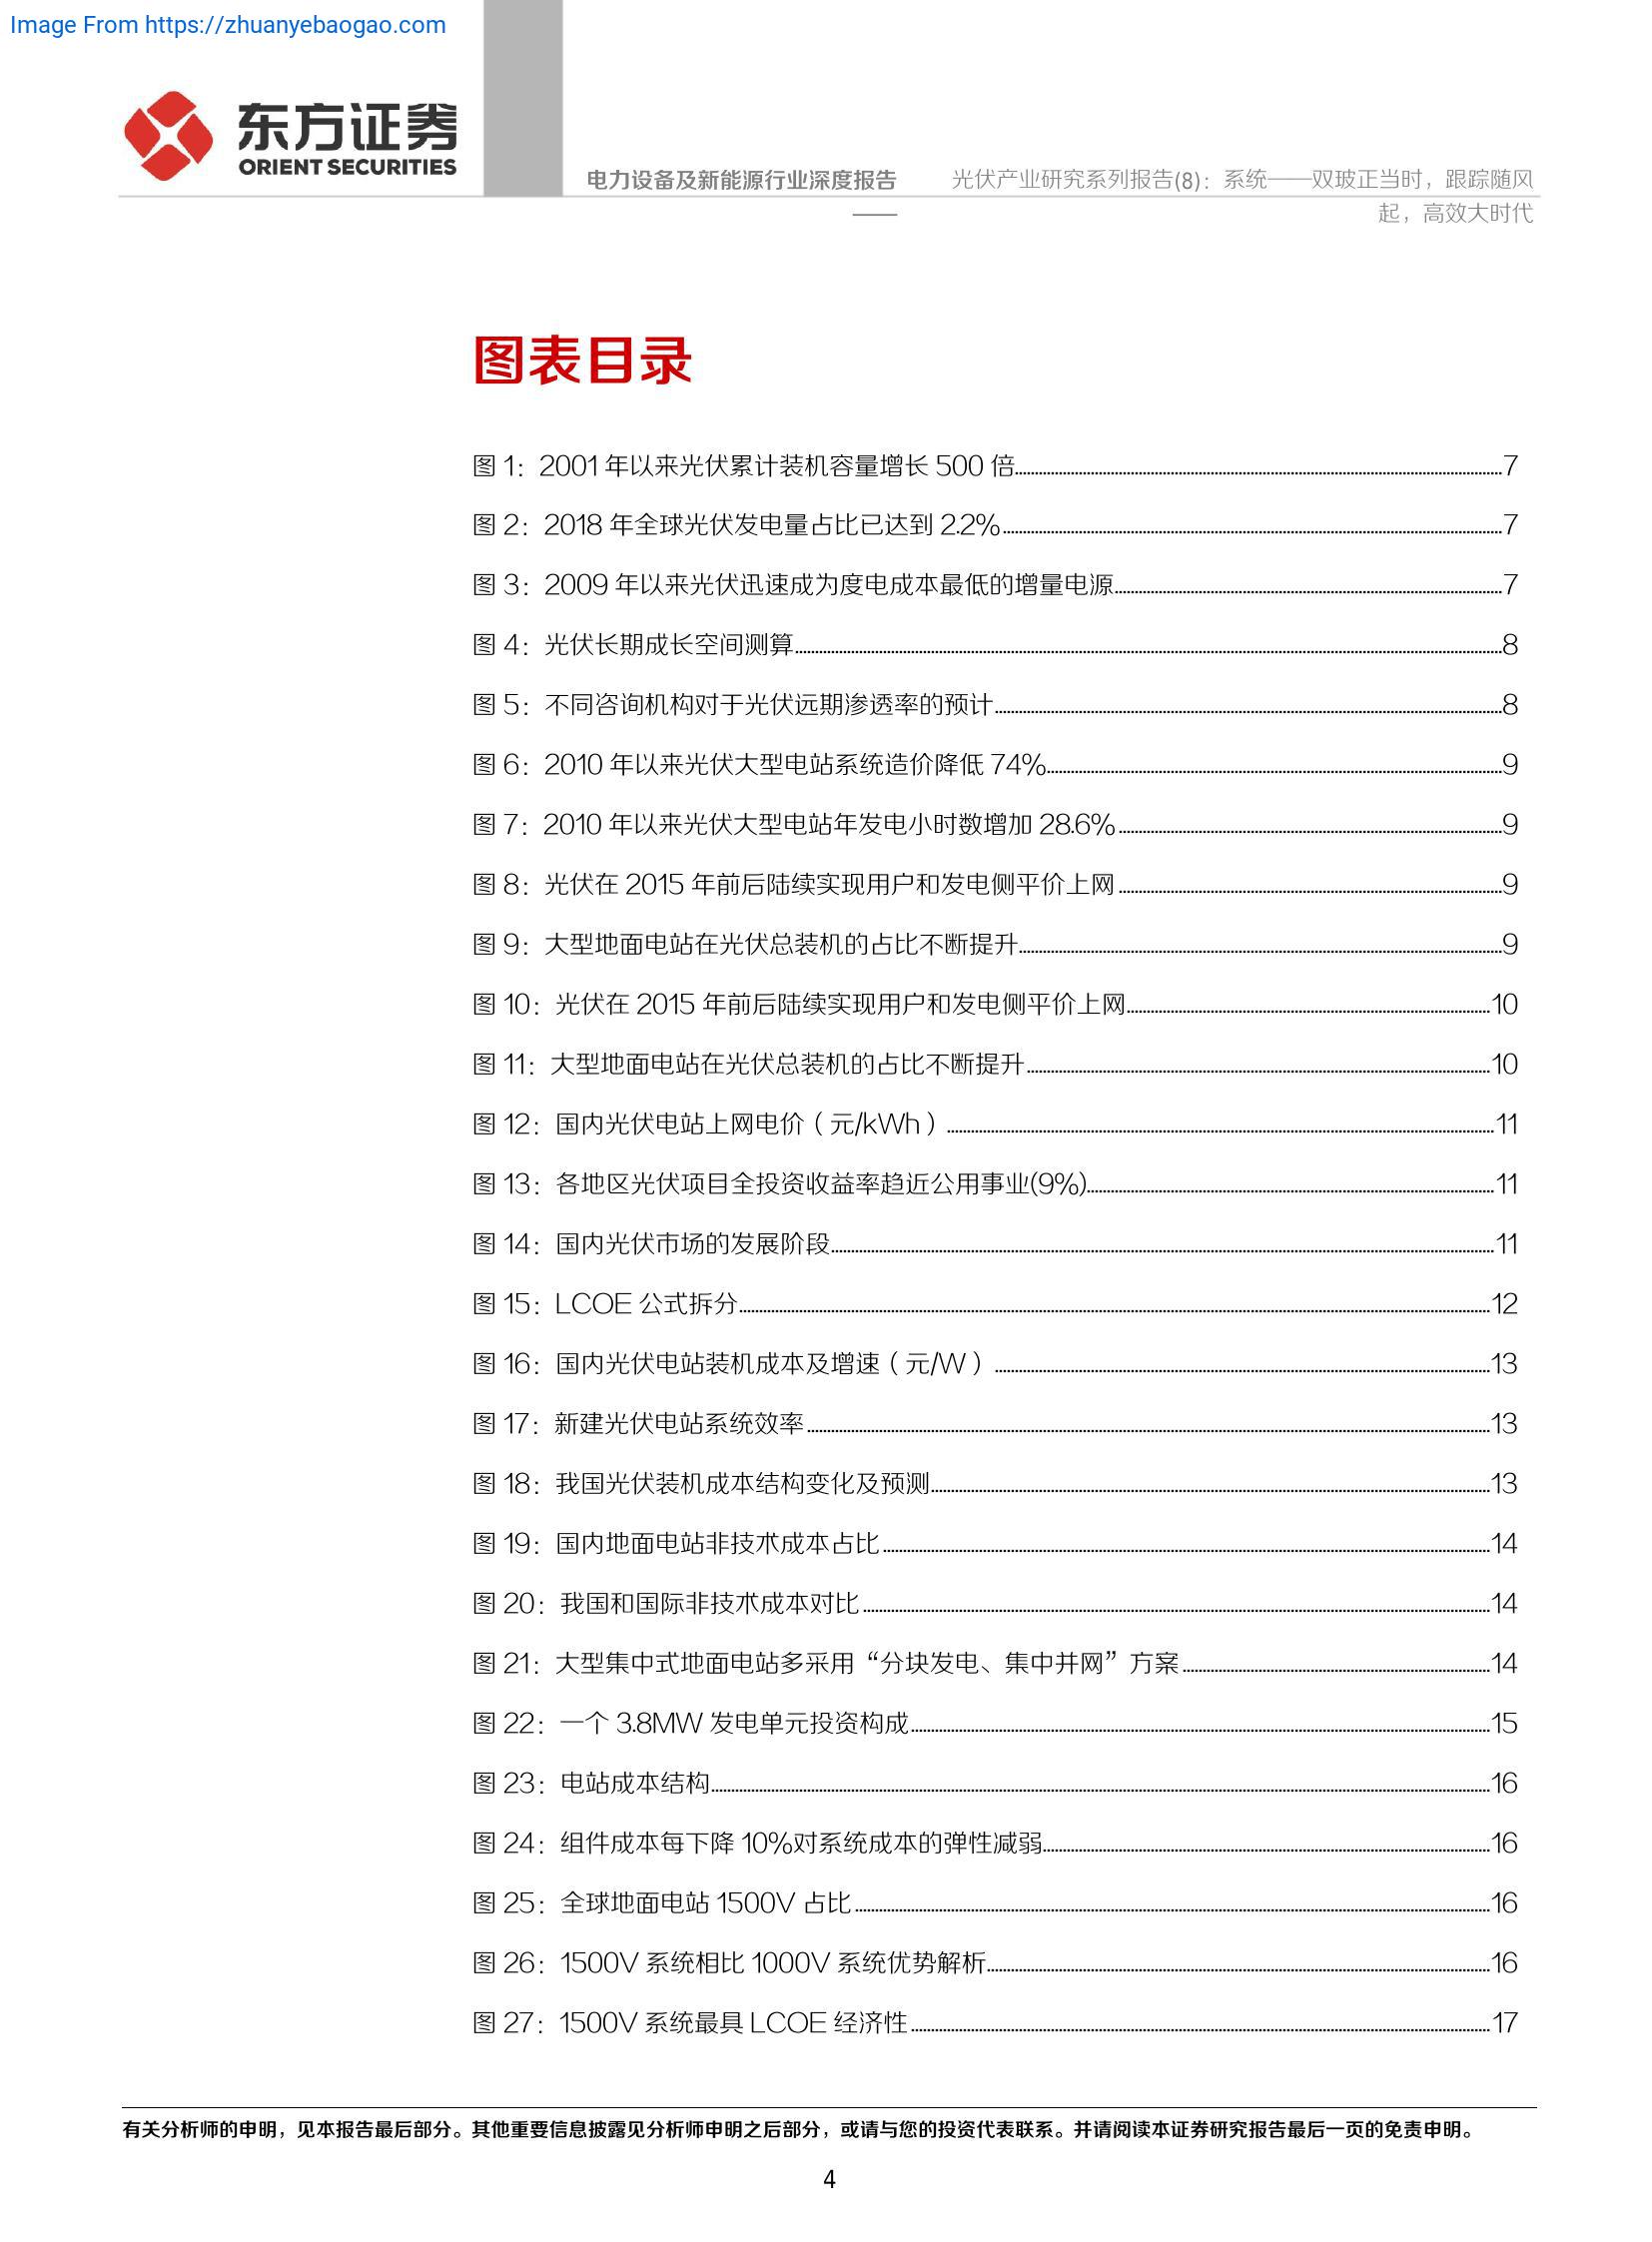 Image From https://zhuanyebaogao.com
东方证券
ORIENT SECURITIES
电力设备及新能源行业深度报告
——
光伏产业研究系列报告(8)：系统——双玻正当时，跟踪随风
起，高效大时代
图表目录
图 1：2001 年以来光伏累计装机容量增长 500 倍........7
图 2：2018 年全球光伏发电量占比已达到 2.2%........7
图 3：2009 年以来光伏迅速成为度电成本最低的增量电源........7
图 4：光伏长期成长空间测算........8
图 5：不同咨询机构对于光伏远期渗透率的预计........8
图 6：2010 年以来光伏大型电站系统造价降低 74%........9
图 7：2010 年以来光伏大型电站年发电小时数增加 28.6%........9
图 8：光伏在 2015 年前后陆续实现用户和发电侧平价上网........9
图 9：大型地面电站在光伏总装机的占比不断提升........9
图 10：光伏在 2015 年前后陆续实现用户和发电侧平价上网........10
图 11：大型地面电站在光伏总装机的占比不断提升........10
图 12：国内光伏电站上网电价（元/kWh）........11
图 13：各地区光伏项目全投资收益率趋近公用事业(9%)........11
图 14：国内光伏市场的发展阶段........11
图 15：LCOE 公式拆分........12
图 16：国内光伏电站装机成本及增速（元/W）........13
图 17：新建光伏电站系统效率........13
图 18：我国光伏装机成本结构变化及预测........13
图 19：国内地面电站非技术成本占比........14
图 20：我国和国际非技术成本对比........14
图 21：大型集中式地面电站多采用“分块发电、集中并网”方案........14
图 22：一个 3.8MW 发电单元投资构成........15
图 23：电站成本结构........16
图 24：组件成本每下降 10%对系统成本的弹性减弱........16
图 25：全球地面电站 1500V 占比........16
图 26：1500V 系统相比 1000V 系统优势解析........16
图 27：1500V 系统最具 LCOE 经济性........17
有关分析师的申明，见本报告最后部分。其他重要信息披露见分析师申明之后部分，或请与您的投资代表联系。并请阅读本证券研究报告最后一页的免责申明。
4